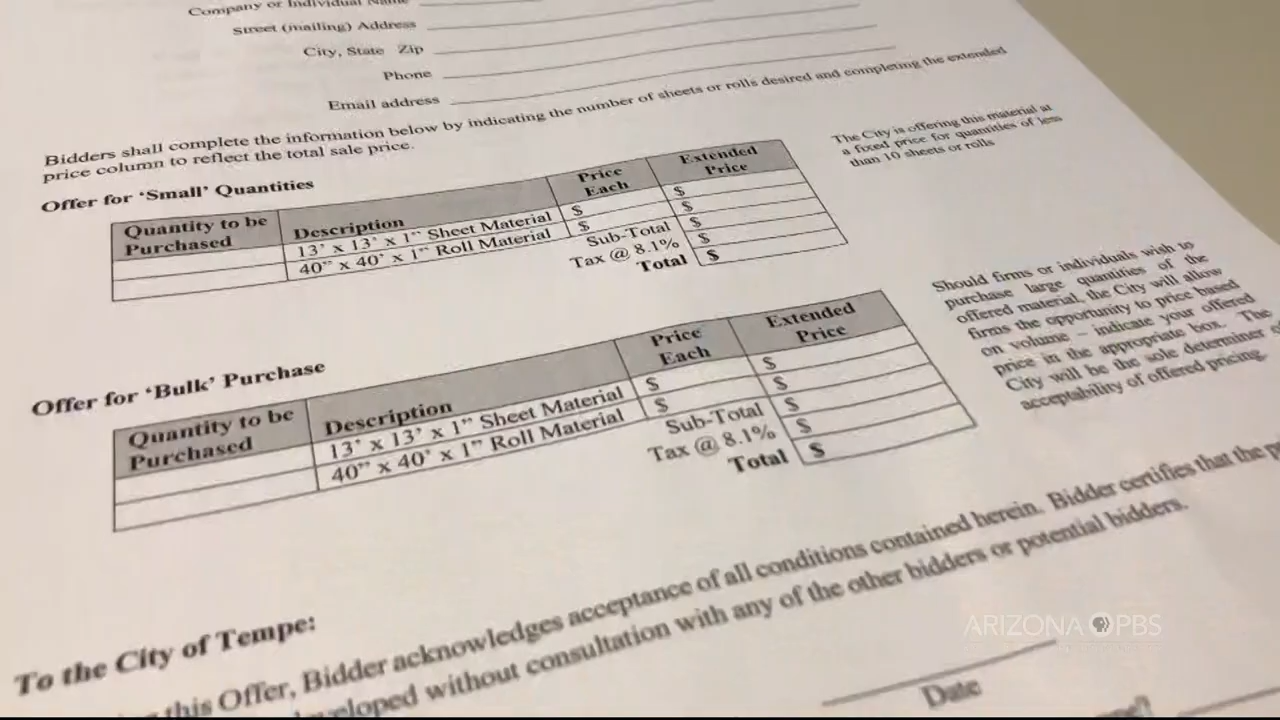 Company or Individual Name
Street (mailing) Address
City, State Zip
Phone
Email address
Bidders shall complete the information below by indicating the number of sheets or rolls desired and completing the extended
price column to reflect the total sale price.
Offer for ‘Small’ Quantities
Quantity to be Purchased Description Price Each Extended Price
13’ x 13’ x 1” Sheet Material $ $
40” x 40’ x 1” Roll Material $ $
Sub-Total $
Tax @ 8.1% $
Total $
The City is offering this material at
a fixed price for quantities of less
than 10 sheets or rolls
Offer for ‘Bulk’ Purchase
Quantity to be Purchased Description Price Each Extended Price
13’ x 13’ x 1” Sheet Material $ $
40” x 40’ x 1” Roll Material $ $
Sub-Total $
Tax @ 8.1% $
Total $
Should firms or individuals wish to
purchase large quantities of the
offered material, the City will allow
firms the opportunity to price based
on volume – indicate your offered
price in the appropriate box. The
City will be the sole determiner
acceptability of offered pricing.
To the City of Tempe:
this Offer, Bidder acknowledges acceptance of all conditions contained herein. Bidder certifies that the
without consultation with any of the other bidders or potential bidders.
Date
ARIZONA PBS